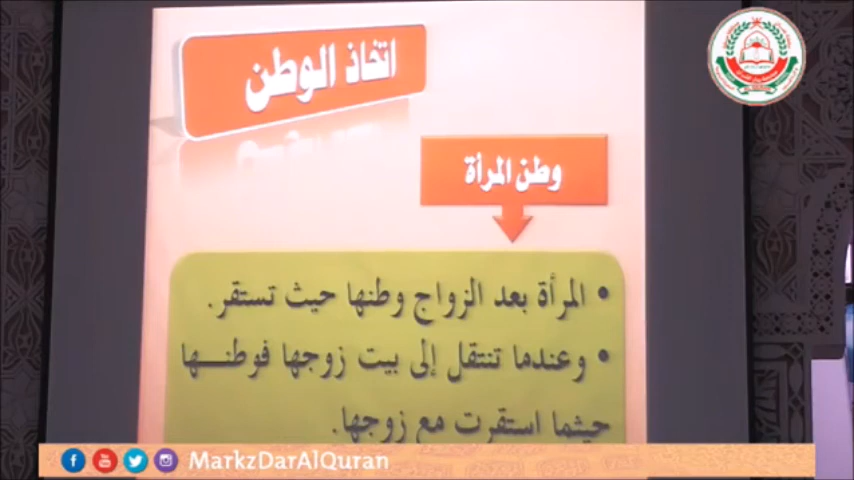 اتخاذ الوطن
وطن المرأة
• المرأة بعد الزواج وطنها حيث تستقر.
• وعندما تنتقل إلى بيت زوجها فوطنـــها
حيثما استقرت مع زوجها.
MarkzDarAlQuran